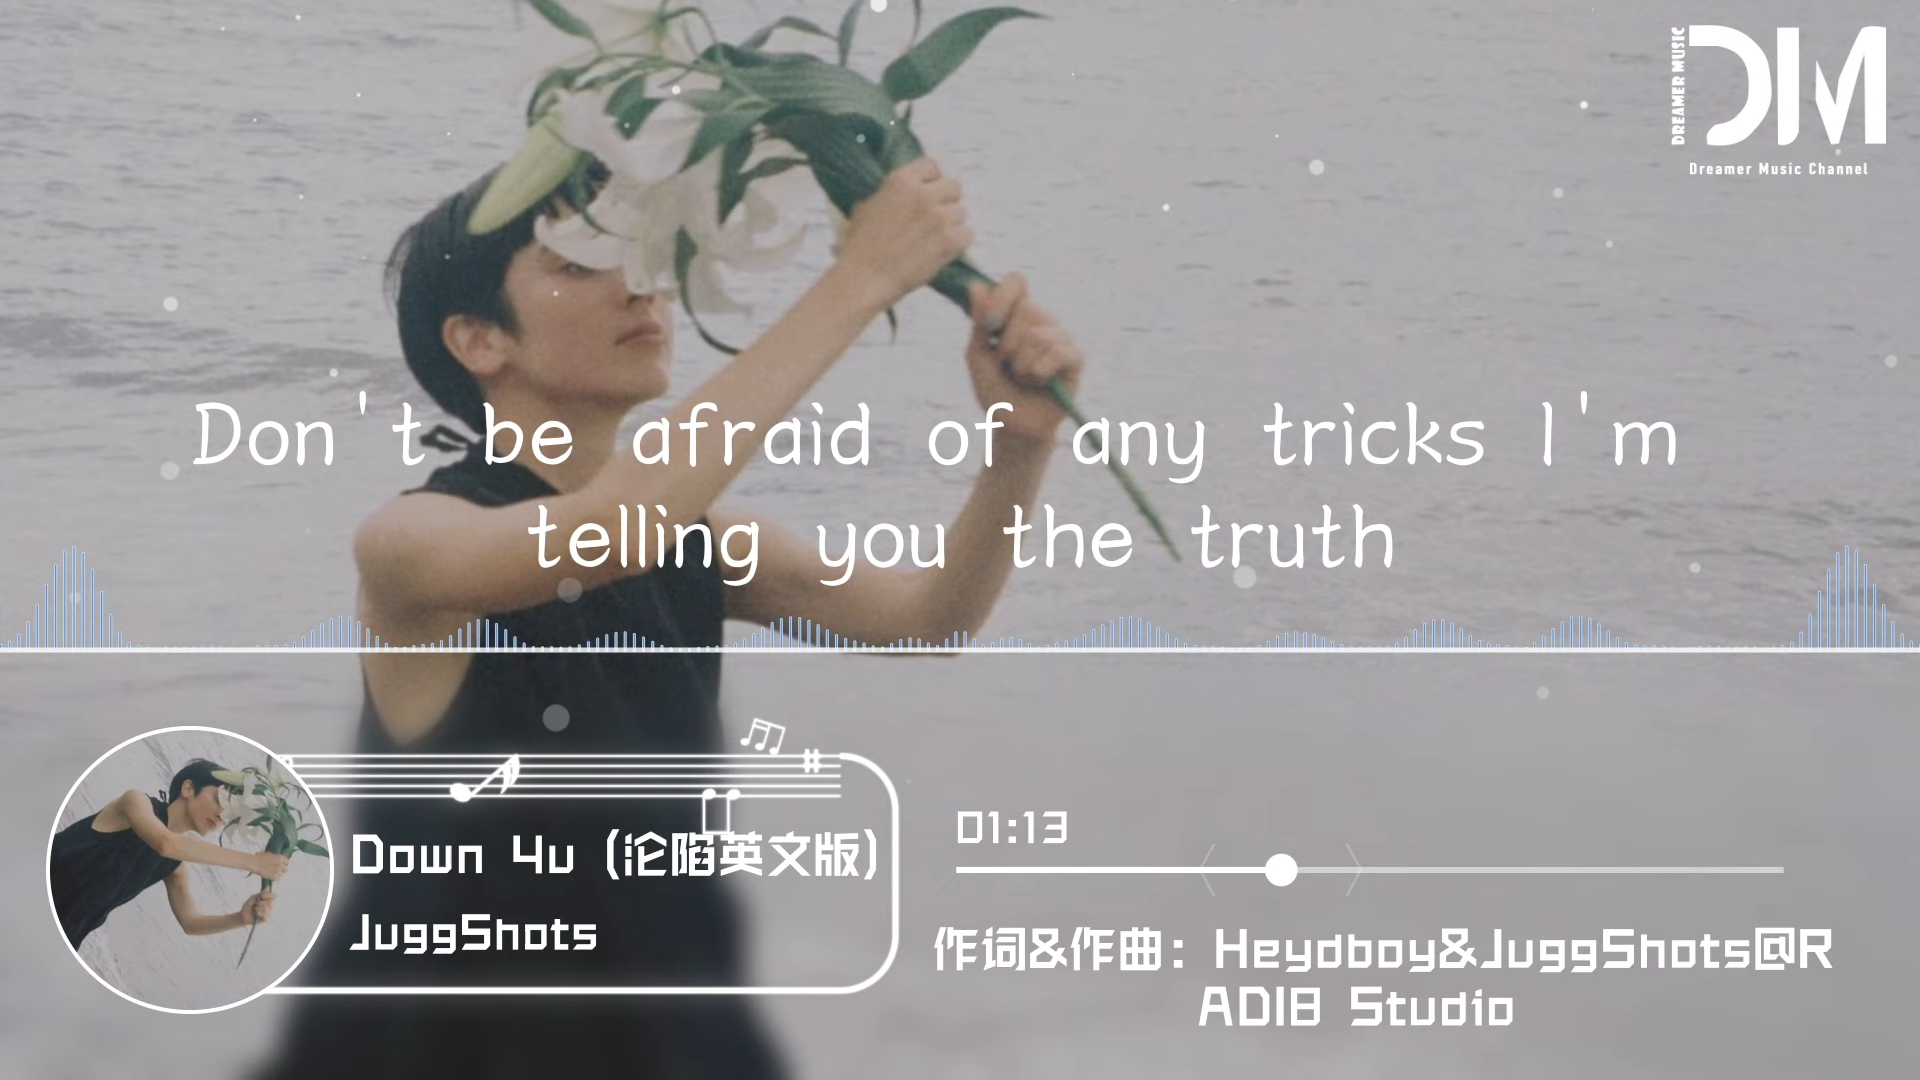 DREAMER MUSIC
DM
Dreamer Music Channel
Don't be afraid of any tricks I'm
telling you the truth
Down 4u (沦陷英文版)
JuggShots
01:13
作词&作曲: Heydboy&JuggShots@R
ADI8 Studio